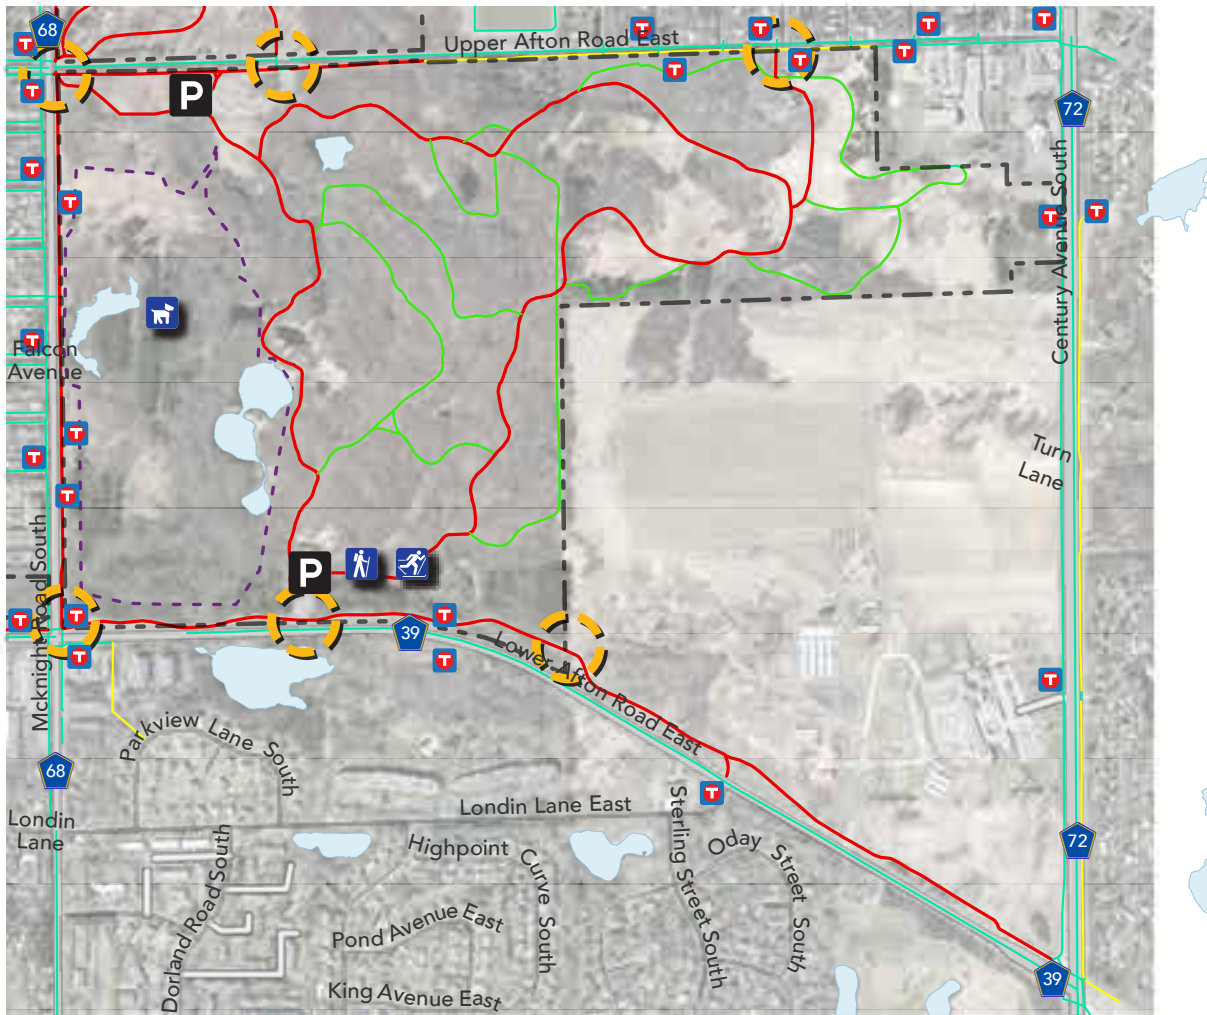 68
Upper Afton Road East
T
T
T
T
T
T
T
T
P
72
T
T
T
T
Century Avenue South
T
Falcon
Avenue
T
T
T
Turn
Lane
T
Mcknight Road South
P
T
T
T
39
T
T
Lower Afton Road East
T
Parkview Lane South
68
T
Londin
Lane
Londin Lane East
72
Highpoint Curve South
Sterling Street South
Oday Street South
Dorland Road South
Pond Avenue East
39
King Avenue East